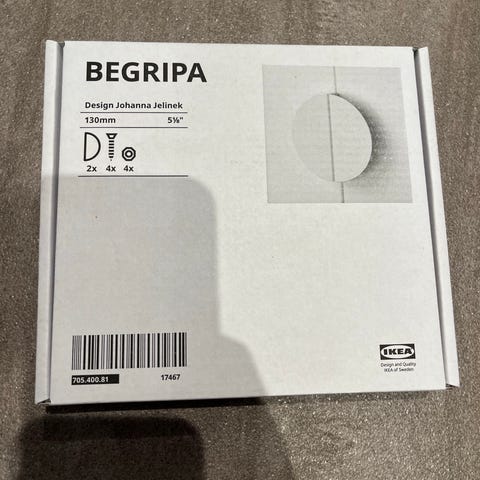 BEGRIPA
Design Johanna Jelinek
130mm 5⅛"
2x 4x 4x
705.400.81 17467
IKEA
Design and Quality
IKEA of Sweden